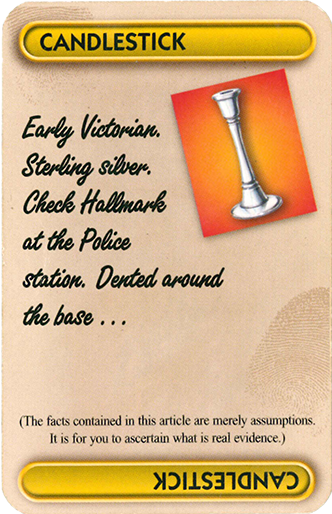 CANDLESTICK
Early Victorian.
Sterling silver.
Check Hallmark
at the Police
station. Dented around
the base ...
(The facts contained in this article are merely assumptions.
It is for you to ascertain what is real evidence.)
CANDLESTICK